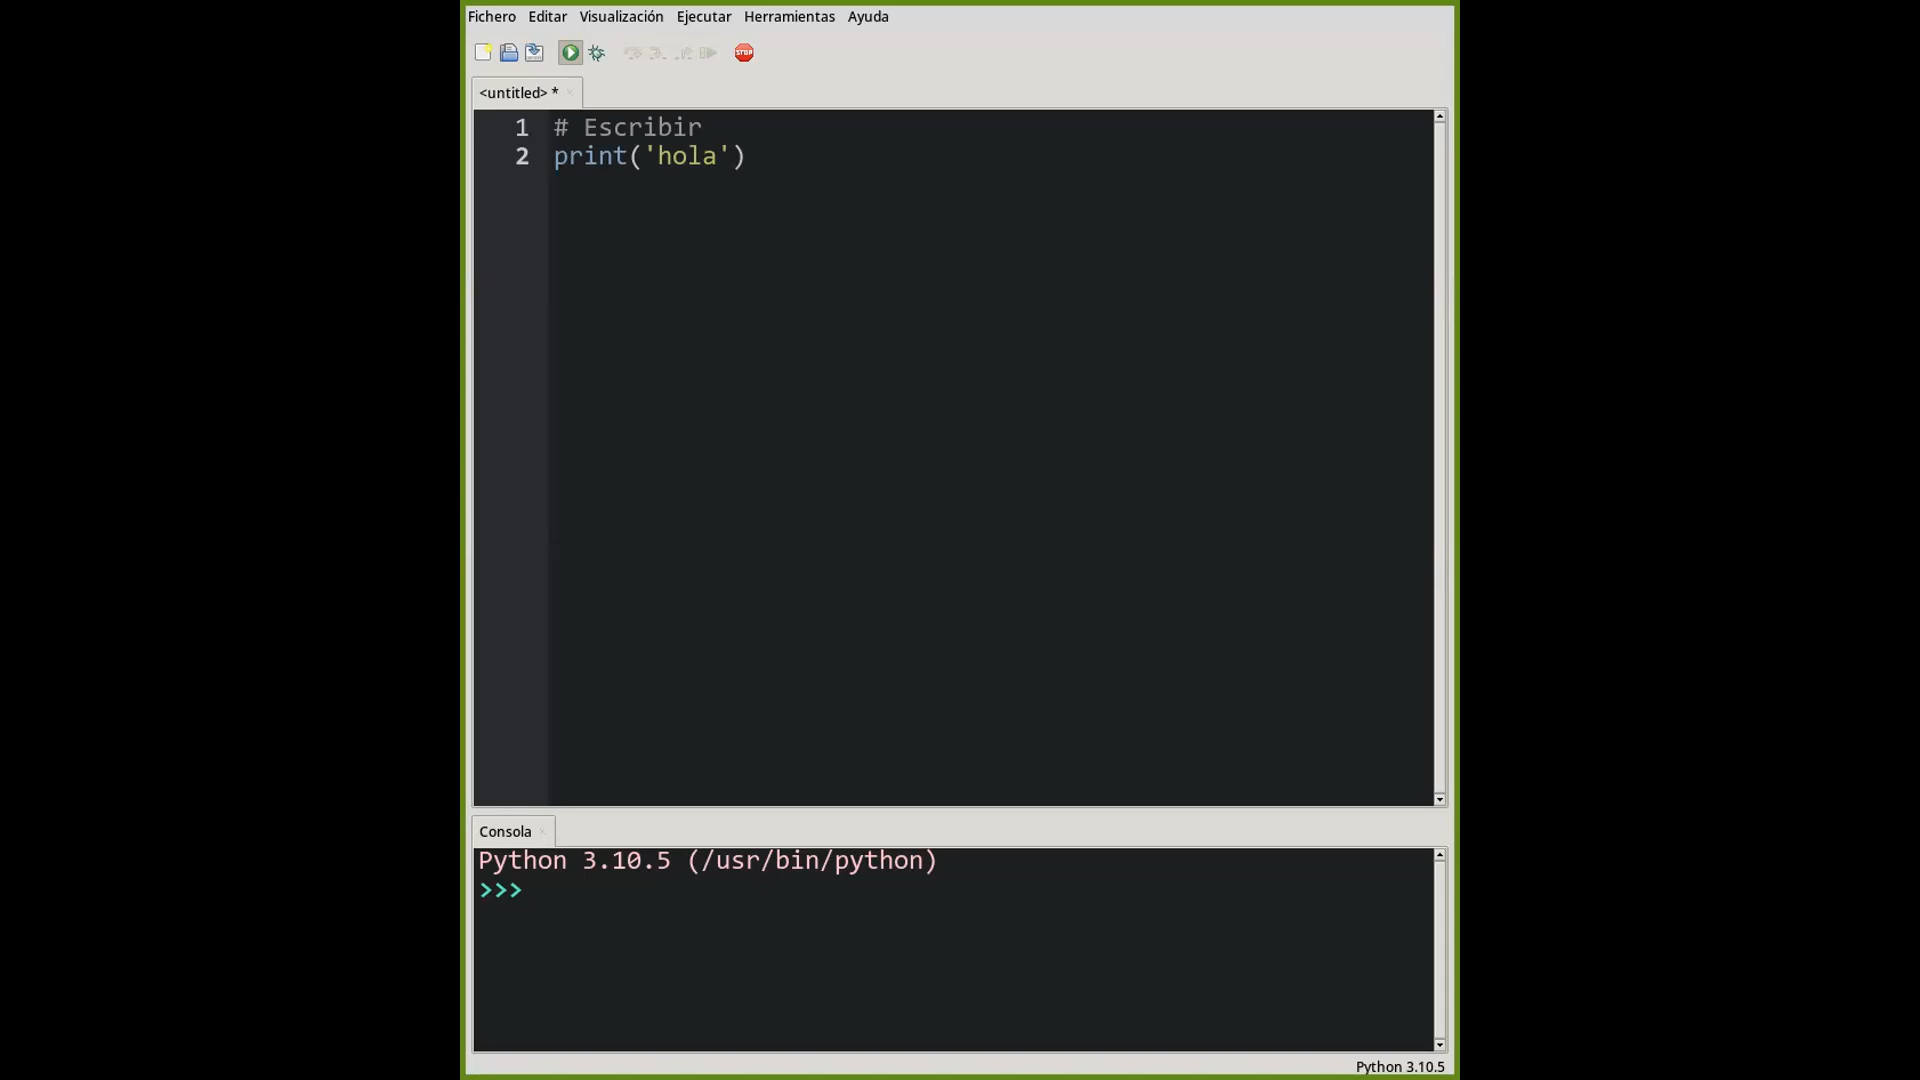 Fichero Editar Visualización Ejecutar Herramientas Ayuda
STOP
<untitled> *
1 # Escribir
2 print('hola')
Consola
Python 3.10.5 (/usr/bin/python)
>>>
Python 3.10.5